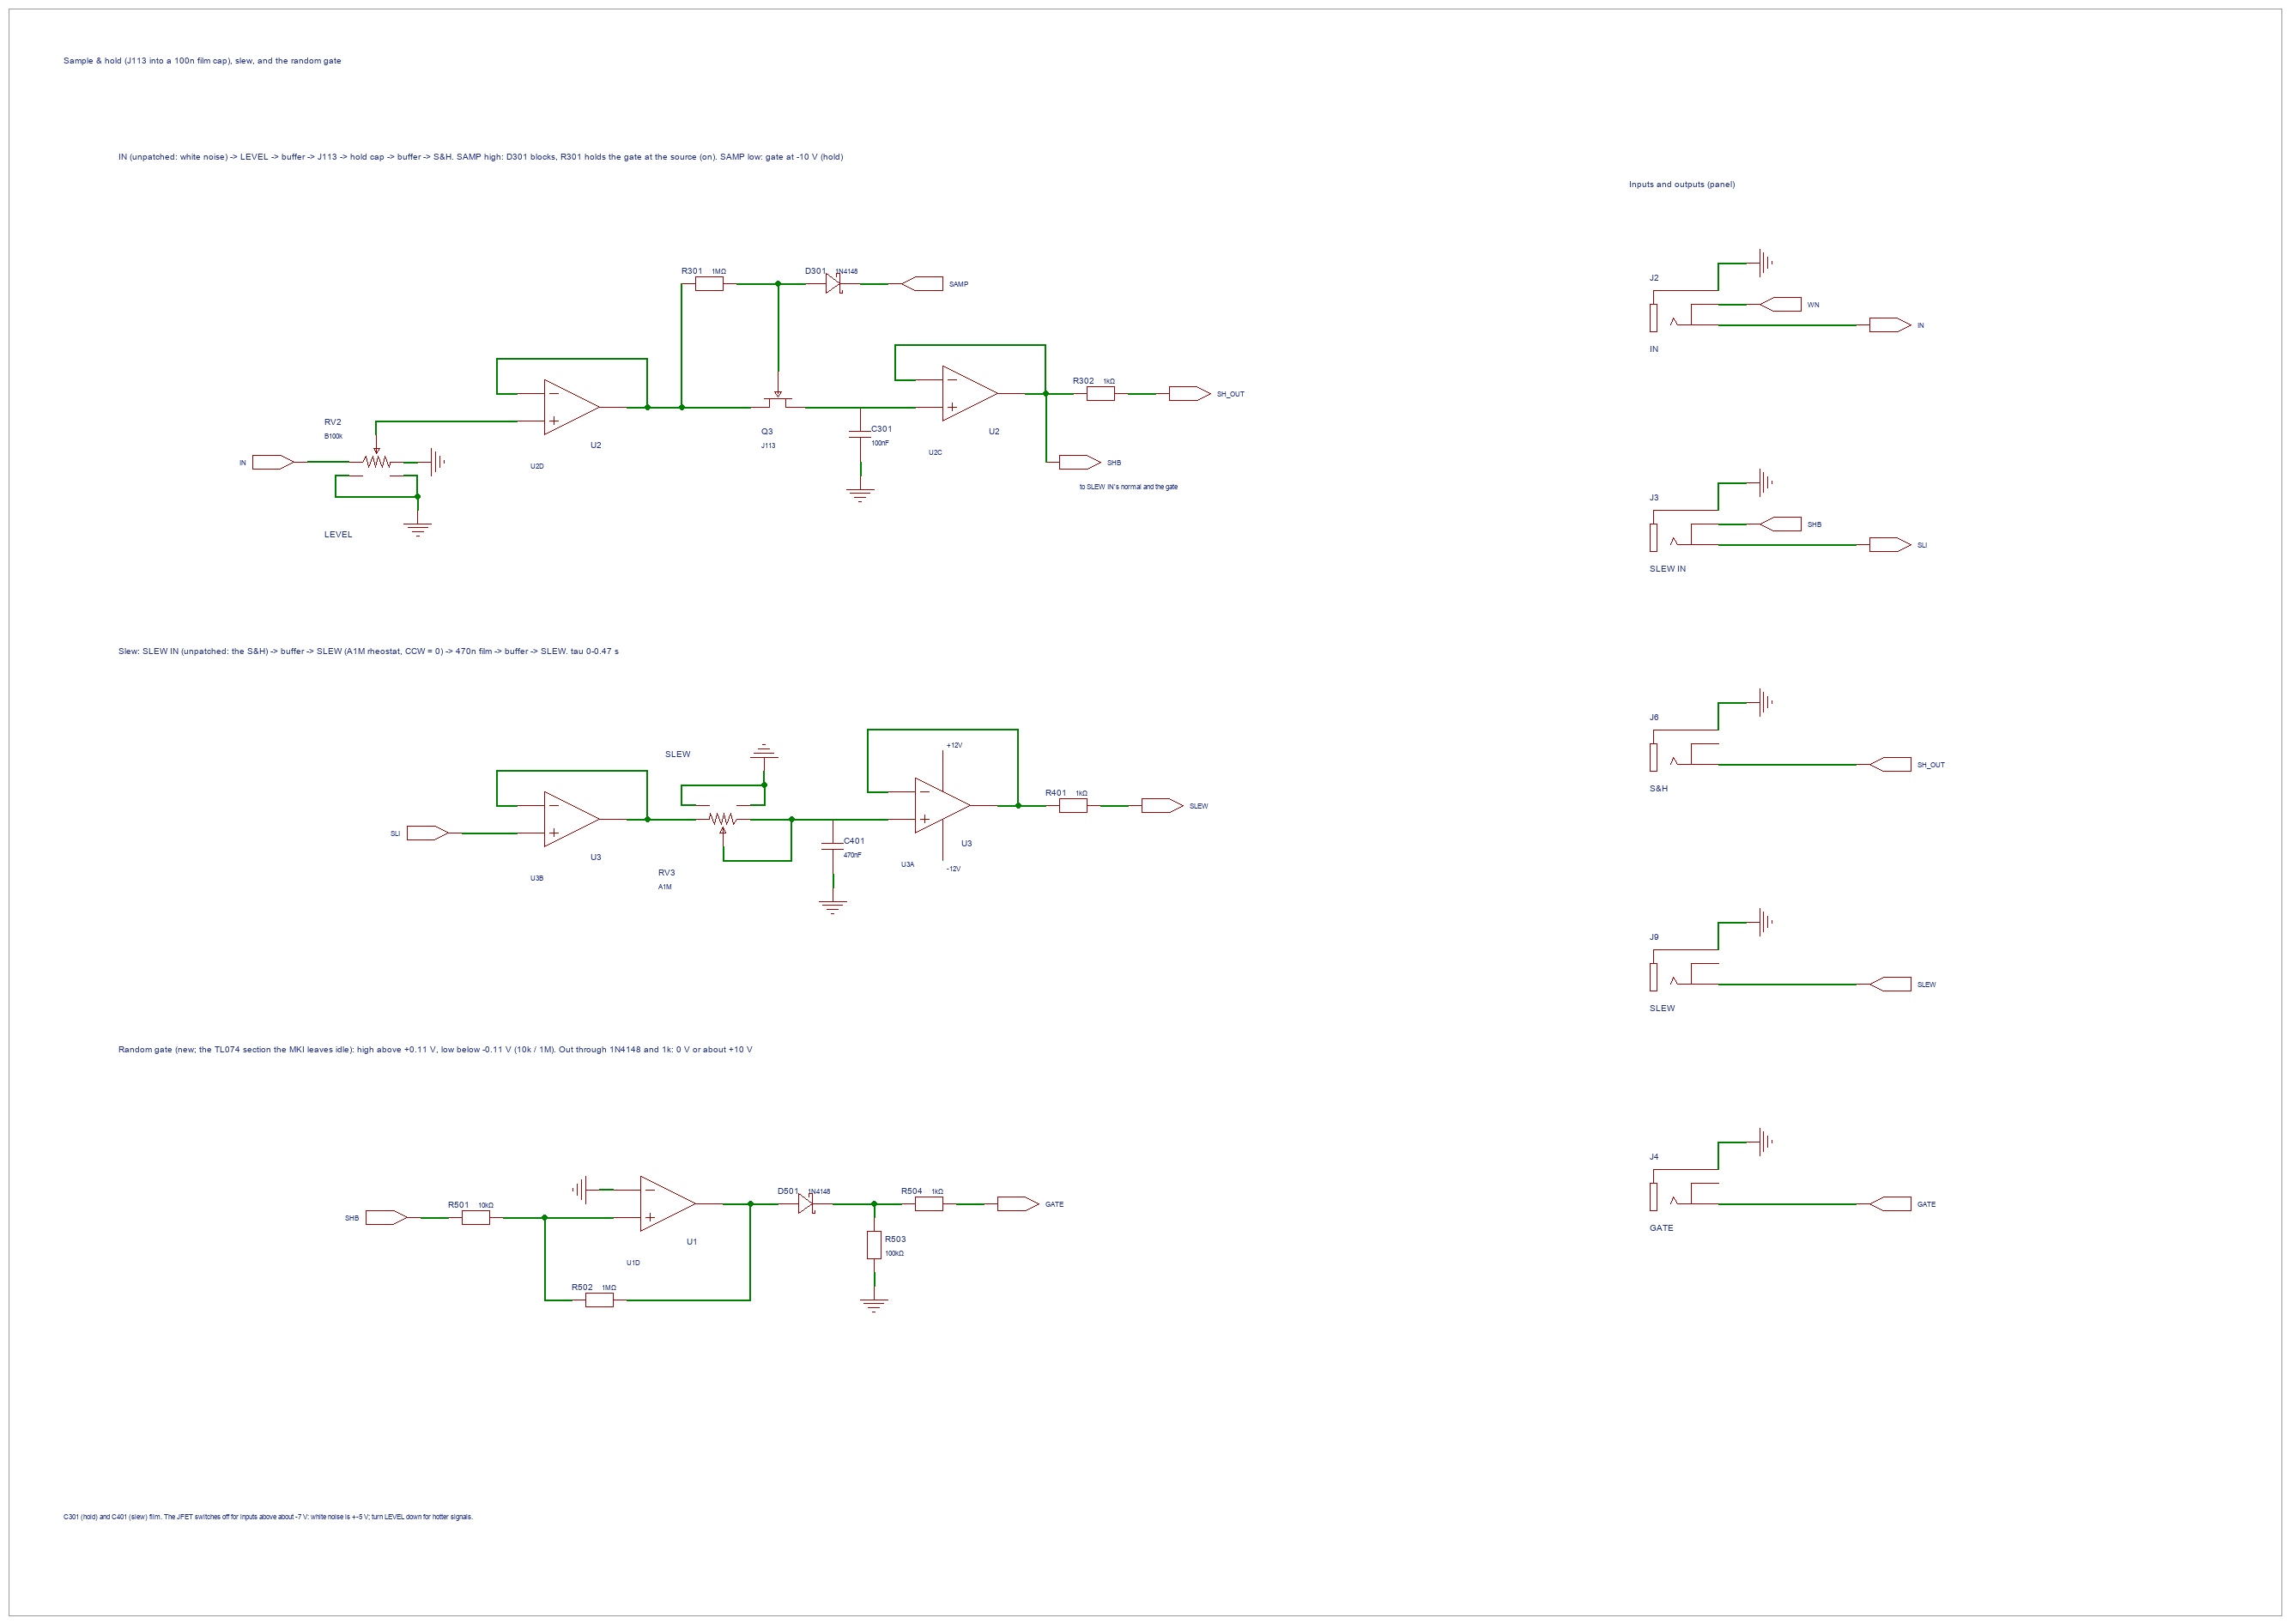 Sample & hold (J113 into a 100n film cap), slew, and the random gate
IN (unpatched: white noise) -> LEVEL -> buffer -> J113 -> hold cap -> buffer -> S&H. SAMP high: D301 blocks, R301 holds the gate at the source (on). SAMP low: gate at -10 V (hold)
Inputs and outputs (panel)
R301 1MΩ
D301 1N4148
SAMP
J2
WN
IN
IN
R302 1kΩ
SH_OUT
RV2
B100k
U2
U2D
Q3
J113
C301
100nF
U2
U2C
IN
SHB
to SLEW IN's normal and the gate
LEVEL
J3
SHB
SLI
SLEW IN
Slew: SLEW IN (unpatched: the S&H) -> buffer -> SLEW (A1M rheostat, CCW = 0) -> 470n film -> buffer -> SLEW. tau 0-0.47 s
SLEW
+12V
R401 1kΩ
SLEW
SLI
U3
U3B
RV3
A1M
C401
470nF
U3
U3A
-12V
J6
SH_OUT
S&H
J9
SLEW
SLEW
Random gate (new; the TL074 section the MKI leaves idle): high above +0.11 V, low below -0.11 V (10k / 1M). Out through 1N4148 and 1k: 0 V or about +10 V
SHB
R501 10kΩ
U1
U1D
R502 1MΩ
D501 1N4148
R504 1kΩ
GATE
R503
100kΩ
J4
GATE
GATE
C301 (hold) and C401 (slew) film. The JFET switches off for inputs above about -7 V: white noise is +-5 V; turn LEVEL down for hotter signals.